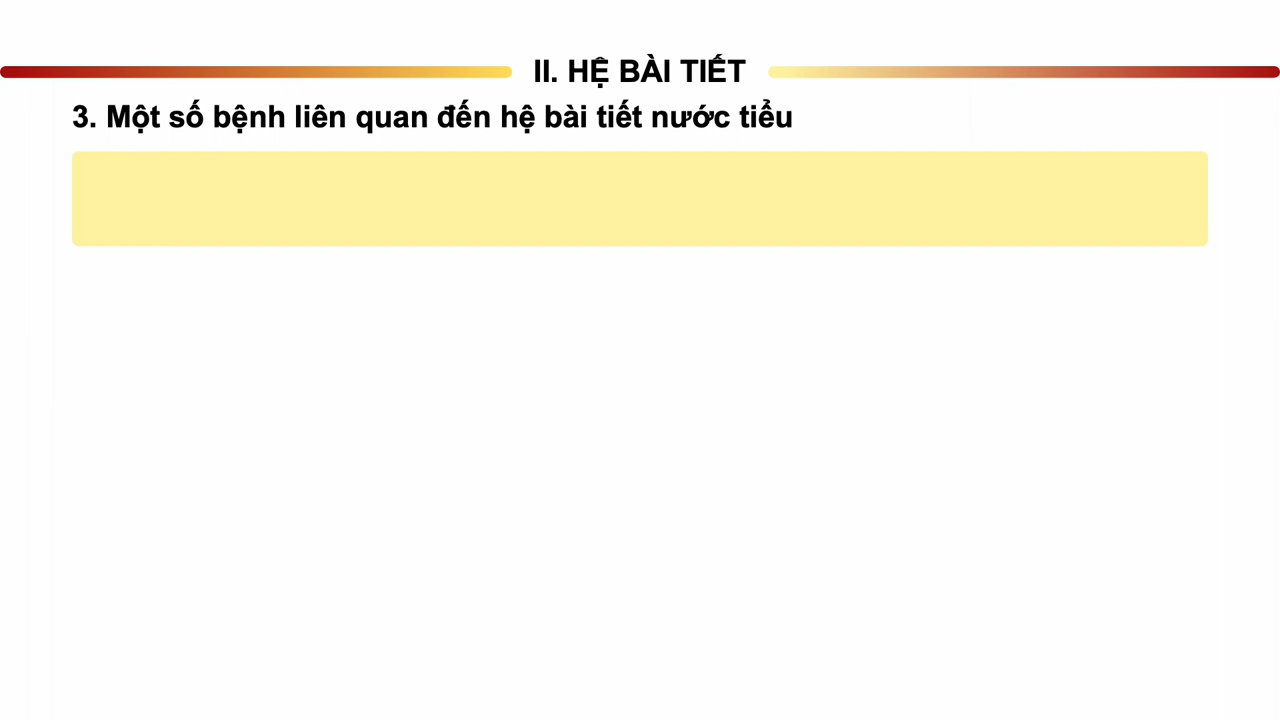 II. HỆ BÀI TIẾT
3. Một số bệnh liên quan đến hệ bài tiết nước tiểu